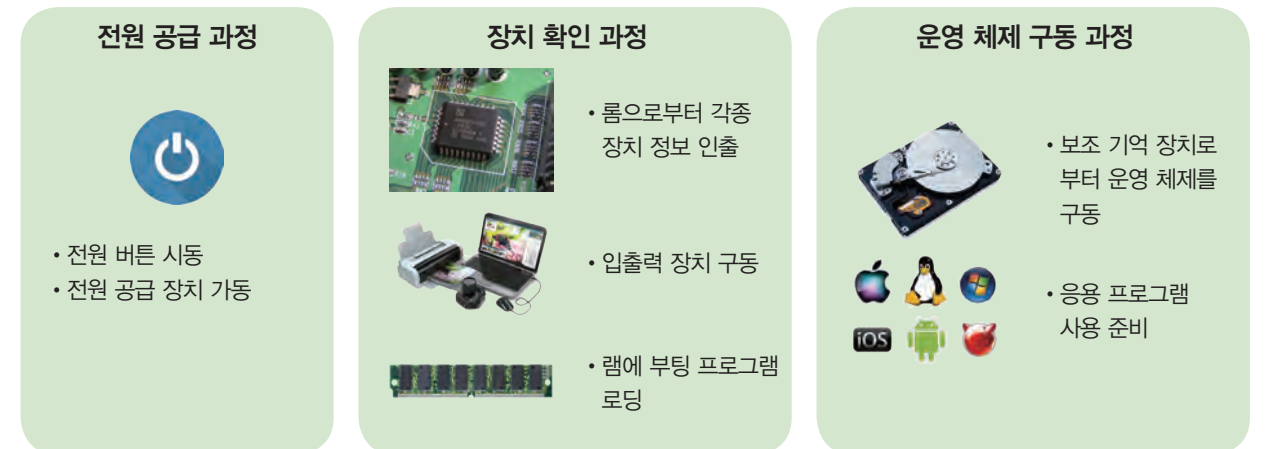 전원 공급 과정
• 전원 버튼 시동
• 전원 공급 장치 가동
장치 확인 과정
• 롬으로부터 각종
장치 정보 인출
• 입출력 장치 구동
• 램에 부팅 프로그램
로딩
운영 체제 구동 과정
• 보조 기억 장치로
부터 운영 체제를
구동
iOS
• 응용 프로그램
사용 준비